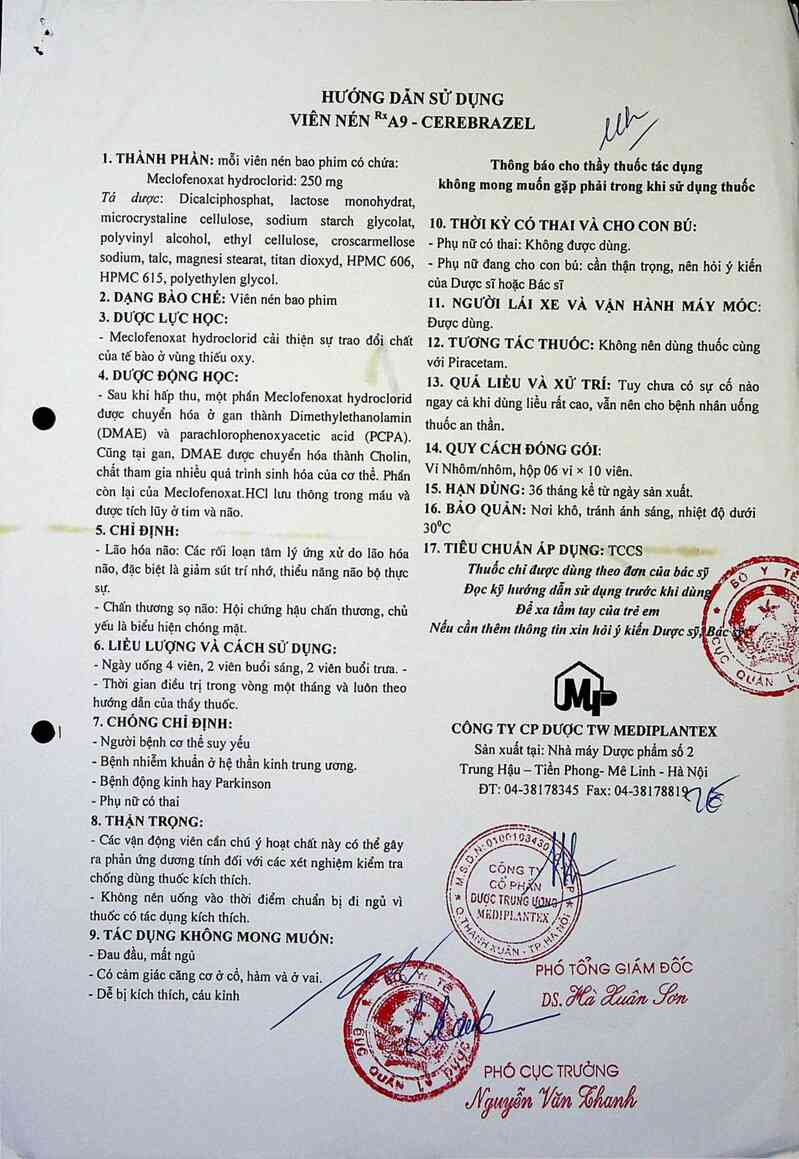 HƯỚNG DẪN SỬ DỤNG
VIÊN NÉN RxA9 - CEREBRAZEL
1. THÀNH PHẦN: mỗi viên nén bao phim có chứa:
Meclofenoxat hydroclorid: 250 mg
Tá dược: Dicalciphosphat, lactose monohydrat,
microcrystaline cellulose, sodium starch glycolat,
polyvinyl alcohol, ethyl cellulose, croscarmellose
sodium, talc, magnesi stearat, titan dioxyd, HPMC 606,
HPMC 615, polyethylen glycol.
2. DẠNG BÀO CHẾ: Viên nén bao phim
3. DƯỢC LỰC HỌC:
- Meclofenoxat hydroclorid cải thiện sự trao đổi chất
của tế bào ở vùng thiếu oxy.
4. DƯỢC ĐỘNG HỌC:
- Sau khi hấp thu, một phần Meclofenoxat hydroclorid
được chuyển hóa ở gan thành Dimethylethanolamin
(DMAE) và parachlorophenoxyacetic acid (PCPA).
Cũng tại gan, DMAE được chuyển hóa thành Cholin,
chất tham gia nhiều quá trình sinh hóa của cơ thể. Phần
còn lại của Meclofenoxat.HCl lưu thông trong máu và
được tích lũy ở tim và não.
5. CHỈ ĐỊNH:
- Lão hóa não: Các rối loạn tâm lý ứng xử do lão hóa
não, đặc biệt là giảm sút trí nhớ, thiểu năng não bộ thực
sự.
- Chấn thương sọ não: Hội chứng hậu chấn thương, chủ
yếu là biểu hiện chóng mặt.
6. LIỀU LƯỢNG VÀ CÁCH SỬ DỤNG:
- Ngày uống 4 viên, 2 viên buổi sáng, 2 viên buổi trưa. -
- Thời gian điều trị trong vòng một tháng và luôn theo
hướng dẫn của thầy thuốc.
7. CHỐNG CHỈ ĐỊNH:
- Người bệnh cơ thể suy yếu
- Bệnh nhiễm khuẩn ở hệ thần kinh trung ương.
- Bệnh động kinh hay Parkinson
- Phụ nữ có thai
8. THẬN TRỌNG:
- Các vận động viên cần chú ý hoạt chất này có thể gây
ra phản ứng dương tính đối với các xét nghiệm kiểm tra
chống dùng thuốc kích thích.
- Không nên uống vào thời điểm chuẩn bị đi ngủ vì
thuốc có tác dụng kích thích.
9. TÁC DỤNG KHÔNG MONG MUỐN:
- Đau đầu, mất ngủ
- Có cảm giác căng cơ ở cổ, hàm và ở vai.
- Dễ bị kích thích, cáu kỉnh
Thông báo cho thầy thuốc tác dụng
không mong muốn gặp phải trong khi sử dụng thuốc
10. THỜI KỲ CÓ THAI VÀ CHO CON BÚ:
- Phụ nữ có thai: Không được dùng.
- Phụ nữ đang cho con bú: cẩn thận trọng, nên hỏi ý kiến
của Dược sĩ hoặc Bác sĩ
11. NGƯỜI LÁI XE VÀ VẬN HÀNH MÁY MÓC:
Được dùng.
12. TƯƠNG TÁC THUỐC: Không nên dùng thuốc cùng
với Piracetam.
13. QUÁ LIỀU VÀ XỬ TRÍ: Tuy chưa có sự cố nào
ngay cả khi dùng liều rất cao, vẫn nên cho bệnh nhân uống
thuốc an thần.
14. QUY CÁCH ĐÓNG GÓI:
Vỉ Nhôm/nhôm, hộp 06 vỉ × 10 viên.
15. HẠN DÙNG: 36 tháng kể từ ngày sản xuất.
16. BẢO QUẢN: Nơi khô, tránh ánh sáng, nhiệt độ dưới
30⁰C
17. TIÊU CHUẨN ÁP DỤNG: TCCS
Thuốc chỉ được dùng theo đơn của bác sỹ
Đọc kỹ hướng dẫn sử dụng trước khi dùng
Để xa tầm tay của trẻ em
Nếu cần thêm thông tin xin hỏi ý kiến Dược sỹ, Bác sỹ
BỘ Y TẾ
CỤC QUẢN L
MP
CÔNG TY CP DƯỢC TW MEDIPLANTEX
Sản xuất tại: Nhà máy Dược phẩm số 2
Trung Hậu – Tiền Phong- Mê Linh - Hà Nội
ĐT: 04-38178345 Fax: 04-38178819
M.S.D.N:0100103430
CÔNG TY
CỔ PHẦN
DƯỢC TRUNG ƯƠNG
MEDIPLANTEX
Q.THANH XUÂN - TP.HÀ NỘI
PHÓ TỔNG GIÁM ĐỐC
DS. Hà Xuân Sơn
BỘ Y TẾ
CỤC QUẢN LÝ DƯỢC
PHÓ CỤC TRƯỞNG
Nguyễn Văn Thanh